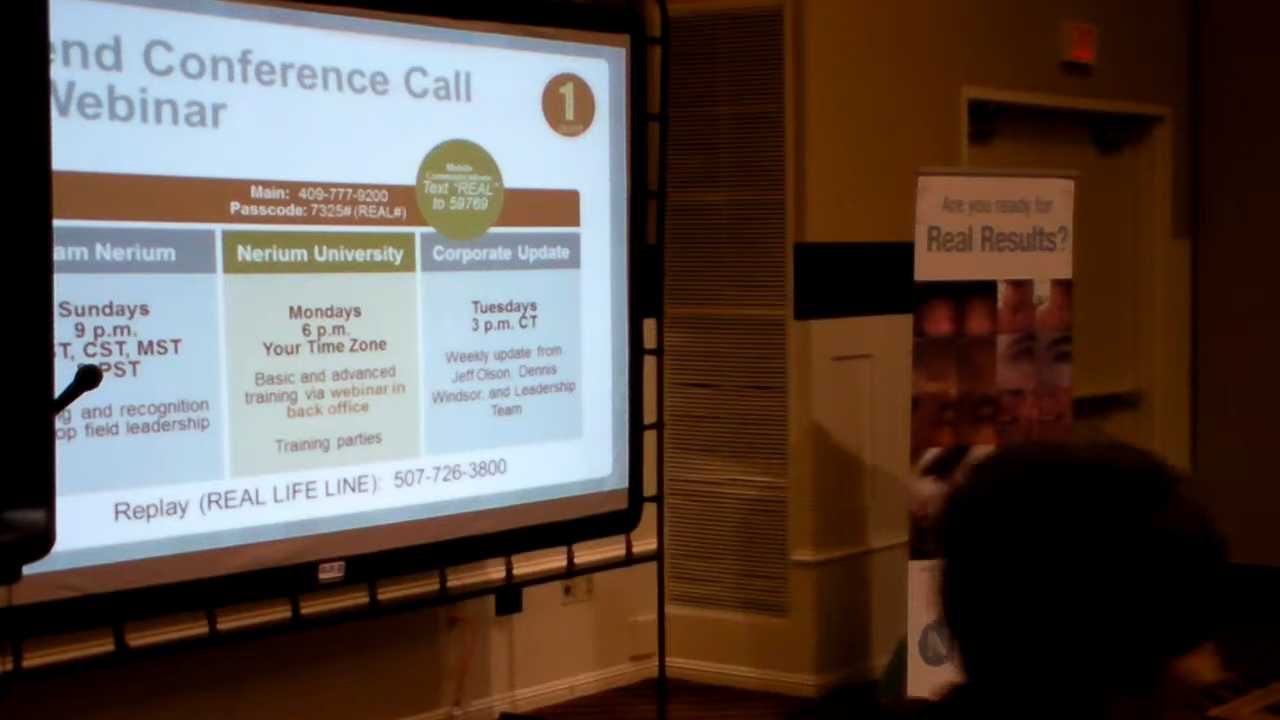 end Conference Call
Webinar
1
Mobile
Communications
Text "REAL"
to 59769
Main: 409-777-9200
Passcode: 7325# (REAL#)
am Nerium
Nerium University
Corporate Update
Sundays
9 p.m.
T, CST, MST
PST
g and recognition
op field leadership
Mondays
6 p.m.
Your Time Zone
Basic and advanced
training via webinar in
back office
Training parties
Tuesdays
3 p.m. CT
Weekly update from
Jeff Olson, Dennis
Windsor, and Leadership
Team
Replay (REAL LIFE LINE): 507-726-3800
Are you ready for
Real Results?